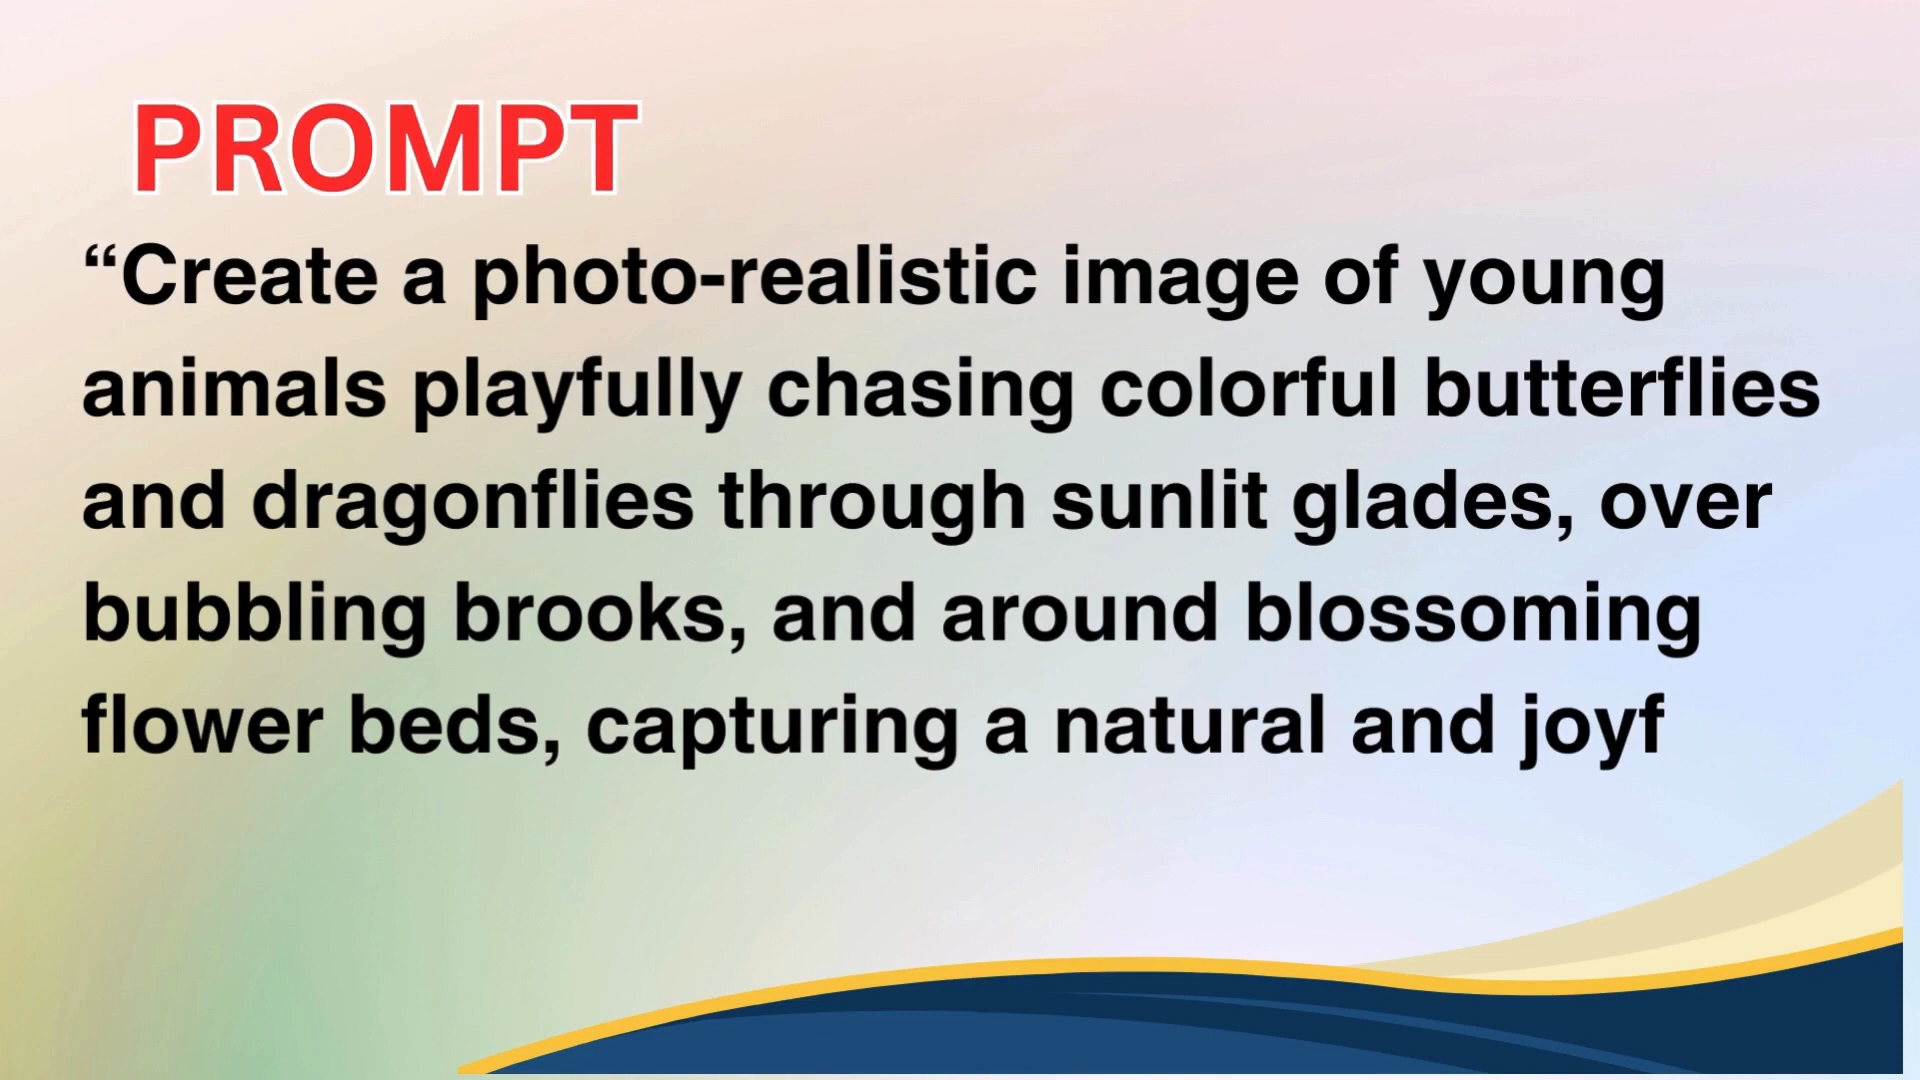 PROMPT
“Create a photo-realistic image of young
animals playfully chasing colorful butterflies
and dragonflies through sunlit glades, over
bubbling brooks, and around blossoming
flower beds, capturing a natural and joyf